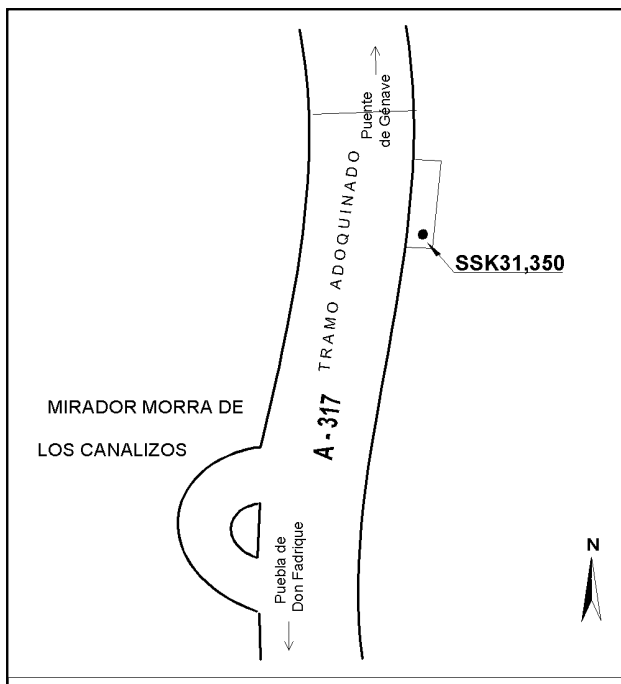 Puente
de Génave
TRAMO ADOQUINADO
SSK31,350
MIRADOR MORRA DE
LOS CANALIZOS
A - 317
Puebla de
Don Fadrique
N